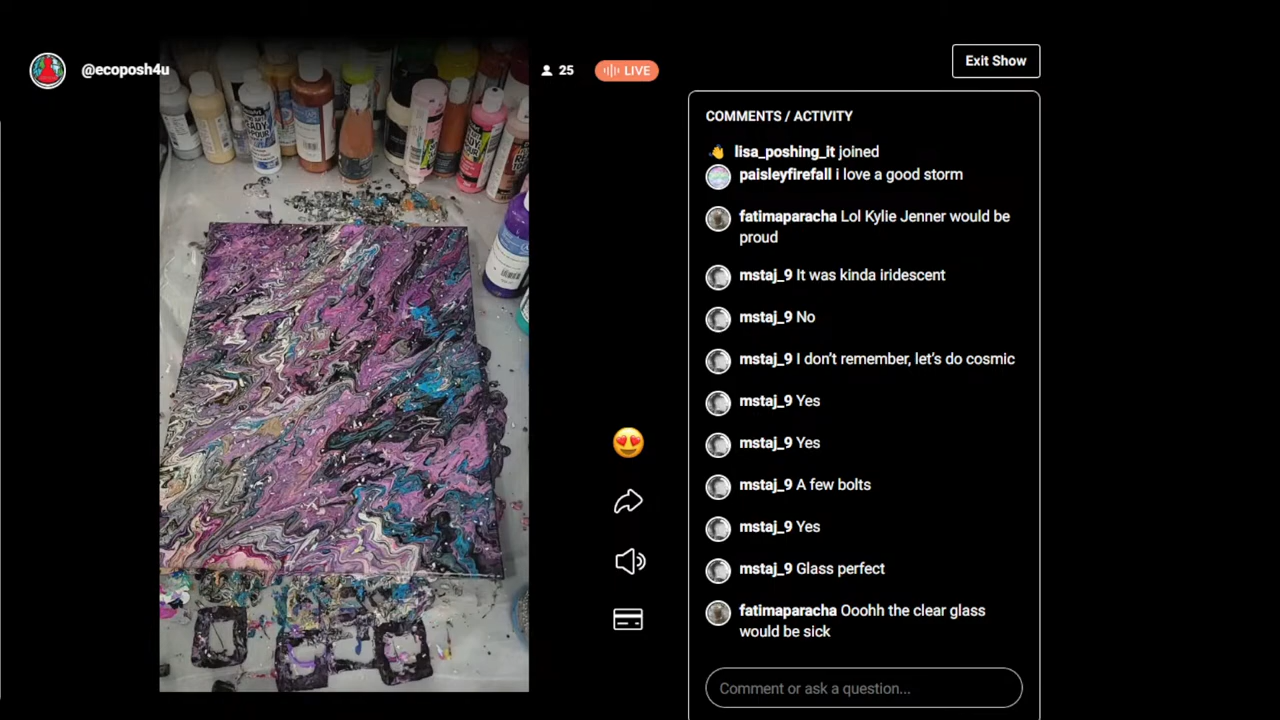 @ecoposh4u
25
LIVE
Exit Show
COMMENTS / ACTIVITY
lisa_poshing_it joined
paisleyfirefall i love a good storm
fatimaparacha Lol Kylie Jenner would be
proud
mstaj_9 It was kinda iridescent
mstaj_9 No
mstaj_9 I don’t remember, let’s do cosmic
mstaj_9 Yes
mstaj_9 Yes
mstaj_9 A few bolts
mstaj_9 Yes
mstaj_9 Glass perfect
fatimaparacha Ooohh the clear glass
would be sick
Comment or ask a question...